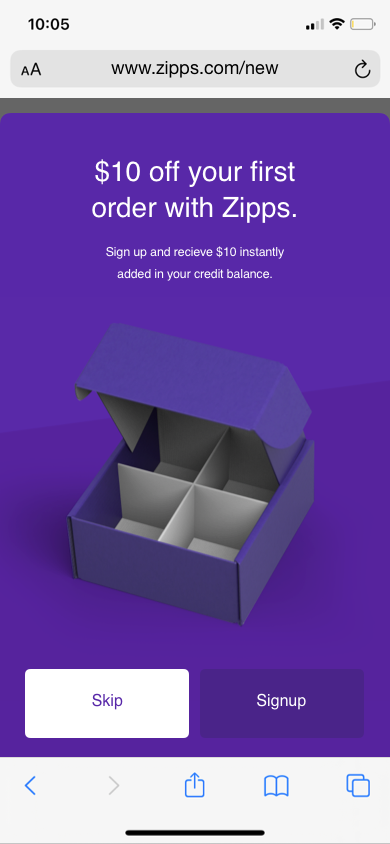 10:05
AA www.zipps.com/new
$10 off your first
order with Zipps.
Sign up and recieve $10 instantly
added in your credit balance.
Skip Signup